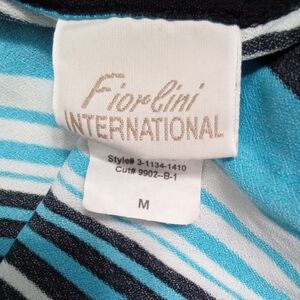 Fiorlini
INTERNATIONAL
Style# 3-1134-1410
Cut# 9902-B-1
M